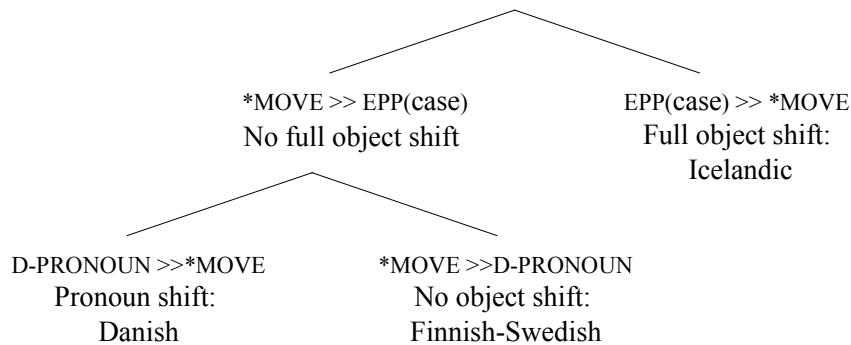 *MOVE >> EPP(case) EPP(case) >> *MOVE
No full object shift Full object shift:
Icelandic
D-PRONOUN >>*MOVE *MOVE >>D-PRONOUN
Pronoun shift: No object shift:
Danish Finnish-Swedish